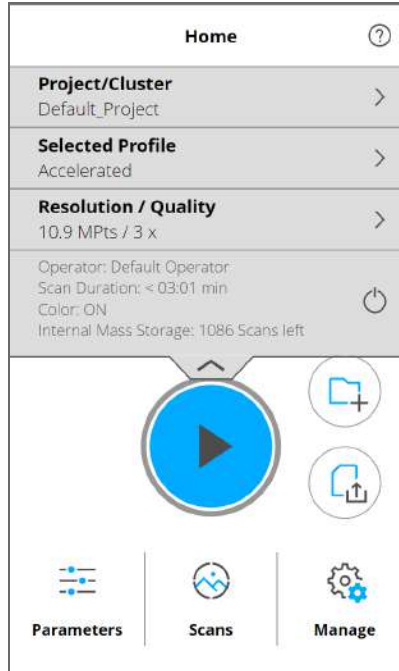 Home
Project/Cluster
Default_Project
Selected Profile
Accelerated
Resolution / Quality
10.9 MPts / 3 x
Operator: Default Operator
Scan Duration: < 03:01 min
Color: ON
Internal Mass Storage: 1086 Scans left
Parameters
Scans
Manage